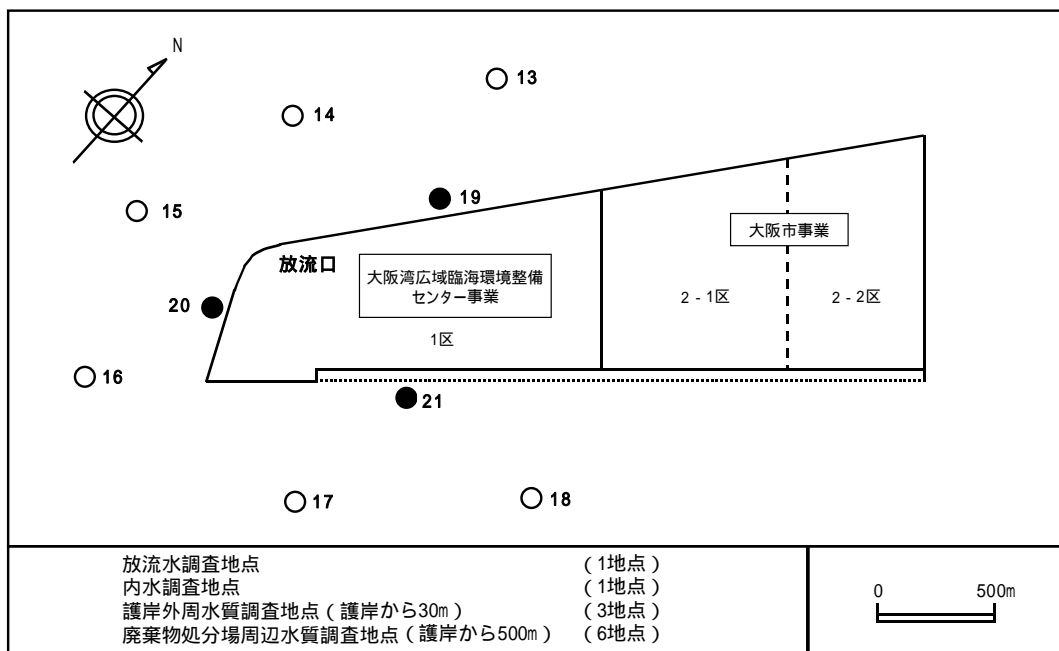 N
13
14
19
15
大阪市事業
放流口
大阪湾広域臨海環境整備
センター事業
20
2-1区
2-2区
1区
16
21
17
18
放流水調査地点 (1地点)
内水調査地点 (1地点)
護岸外周水質調査地点(護岸から30m) (3地点)
廃棄物処分場周辺水質調査地点(護岸から500m) (6地点)
0 500m